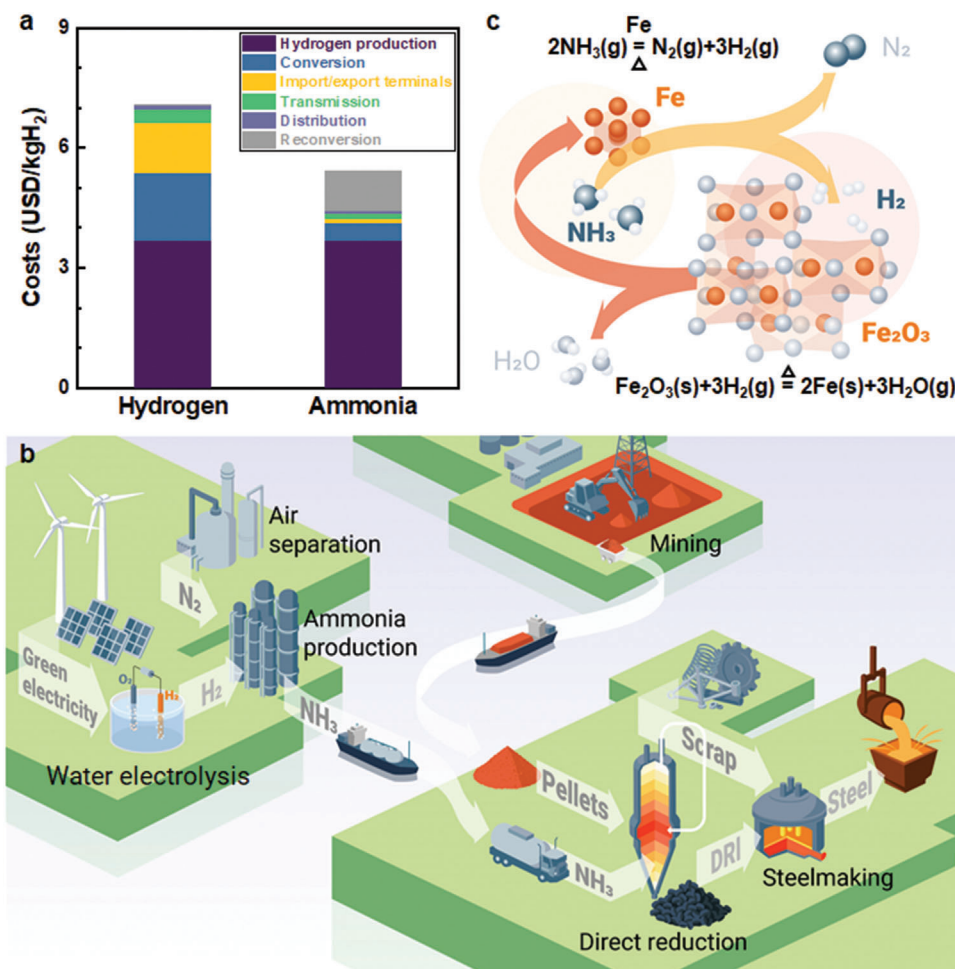 a
Costs (USD/kgH₂)
9
6
3
0
Hydrogen production
Conversion
Import/export terminals
Transmission
Distribution
Reconversion
Hydrogen
Ammonia
c
Fe
2NH₃(g) = N₂(g)+3H₂(g)
△
N₂
Fe
NH₃
H₂
Fe₂O₃
H₂O
△
Fe₂O₃(s)+3H₂(g) = 2Fe(s)+3H₂O(g)
b
Air
separation
Mining
N₂
Ammonia
production
Green
electricity
O₂
H₂
H₂
NH₃
Water electrolysis
Pellets
Scrap
Steel
DRI
NH₃
Steelmaking
Direct reduction